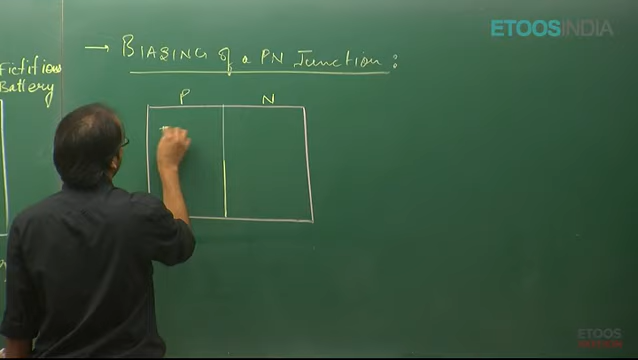 ETOOSINDIA
→ BIASING of a PN Junction :
Fictitious
Battery
P N
ETOOS